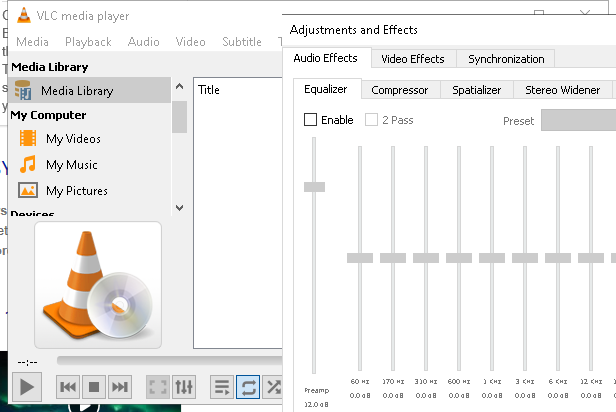 VLC media player
Media Playback Audio Video Subtitle T
Media Library
Media Library
My Computer
My Videos
My Music
My Pictures
Devices
Title
--:--
Adjustments and Effects
Audio Effects Video Effects Synchronization
Equalizer Compressor Spatializer Stereo Widener
Enable 2 Pass Preset
60 Hz 170 Hz 310 Hz 600 Hz 1 KHz 3 KHz 6 KHz 12 KHz
Preamp 0.0 dB 0.0 dB 0.0 dB 0.0 dB 0.0 dB 0.0 dB 0.0 dB 0.0 dB
12.0 dB